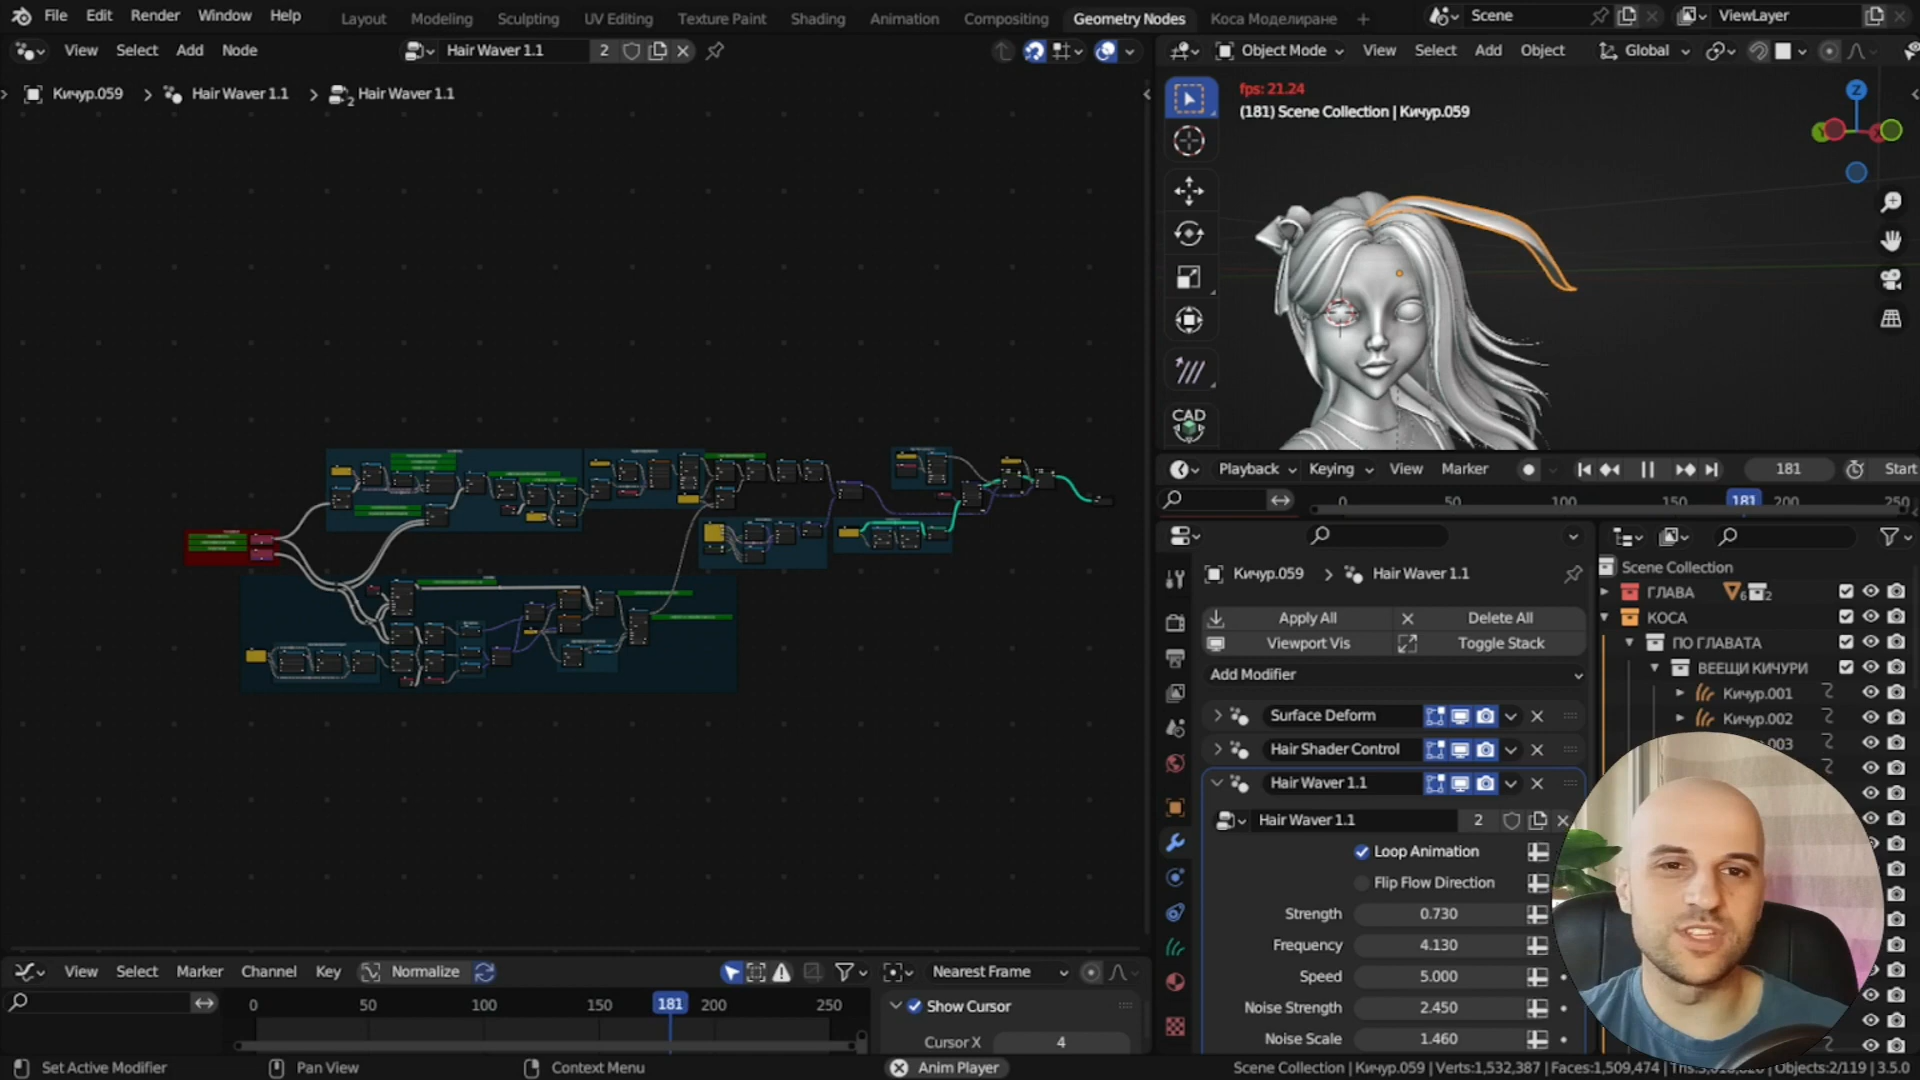 File Edit Render Window Help
Layout Modeling Sculpting UV Editing Texture Paint Shading Animation Compositing Geometry Nodes Коса Моделиране +
Scene
ViewLayer
View Select Add Node
Hair Waver 1.1 2
Object Mode View Select Add Object Global
Кичур.059 > Hair Waver 1.1 > 2 Hair Waver 1.1
fps: 21.24
(181) Scene Collection | Кичур.059
Z
CAD
Playback Keying View Marker
181 Start
0 50 100 150 181 200 250
Кичур.059 > Hair Waver 1.1
Apply All Delete All
Viewport Vis Toggle Stack
Add Modifier
Surface Deform
Hair Shader Control
Hair Waver 1.1
Hair Waver 1.1 2
Loop Animation
Flip Flow Direction
Strength 0.730
Frequency 4.130
Speed 5.000
Noise Strength 2.450
Noise Scale 1.460
Scene Collection
ГЛАВА 6 2
КОСА
ПО ГЛАВАТА
ВЕЕЩИ КИЧУРИ
Кичур.001
Кичур.002
.003
View Select Marker Channel Key Normalize
Nearest Frame
0 50 100 150 181 200 250
Show Cursor
Cursor X 4
Set Active Modifier Pan View Context Menu Anim Player
Scene Collection | Кичур.059 | Verts:1,532,387 | Faces:1,509,474 | Objects:2/119 | 3.5.0